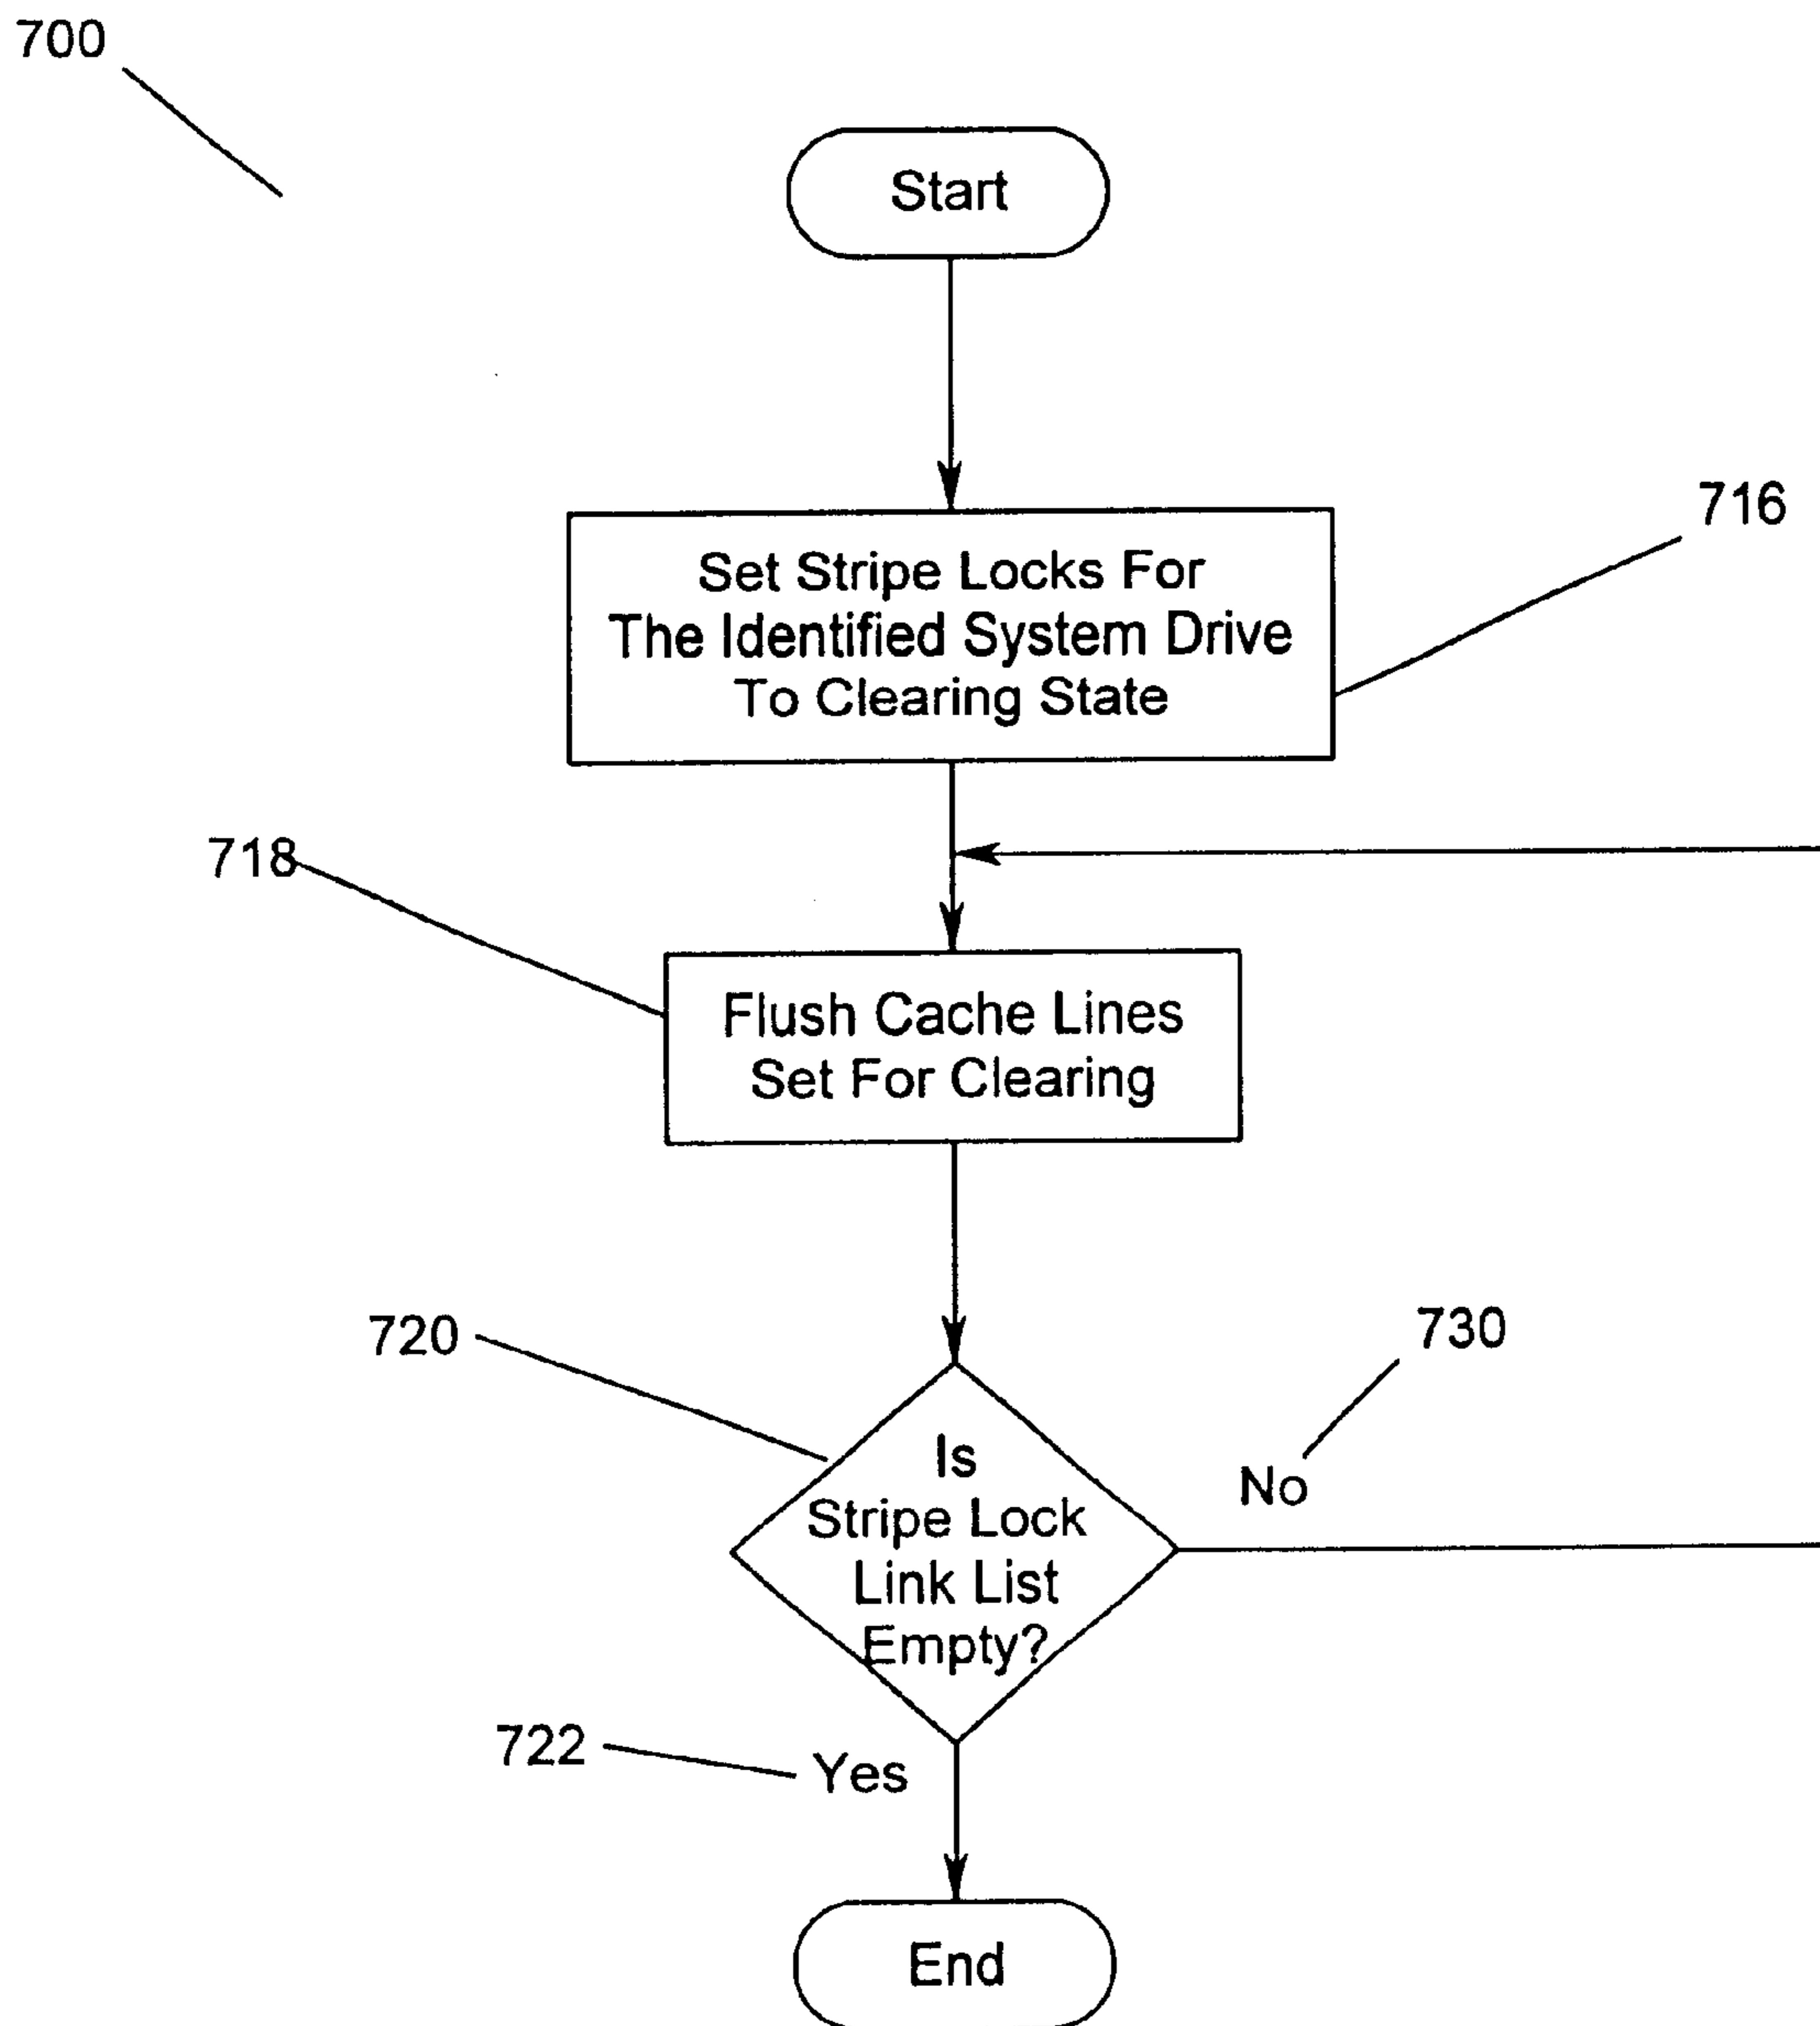 700
Start
716
Set Stripe Locks For
The Identified System Drive
To Clearing State
718
Flush Cache Lines
Set For Clearing
720
730
Is
Stripe Lock
Link List
Empty?
No
722
Yes
End